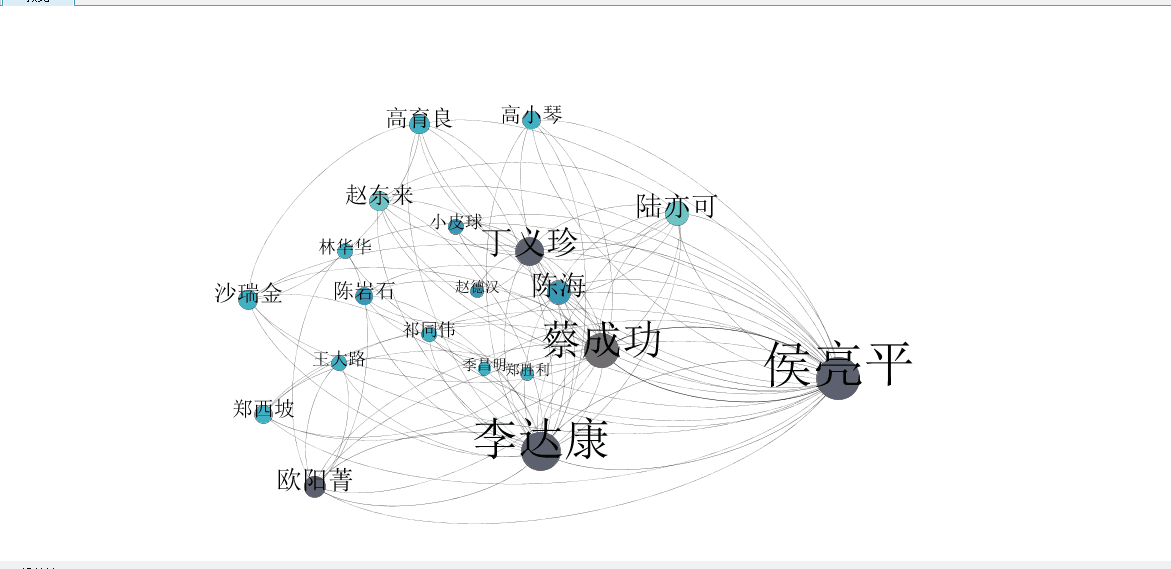 高育良
高小琴
赵东来
陆亦可
小皮球
丁义珍
林华华
沙瑞金
陈岩石
赵德汉
陈海
祁同伟
蔡成功
王大路
季昌明
郑胜利
侯亮平
郑西坡
李达康
欧阳菁